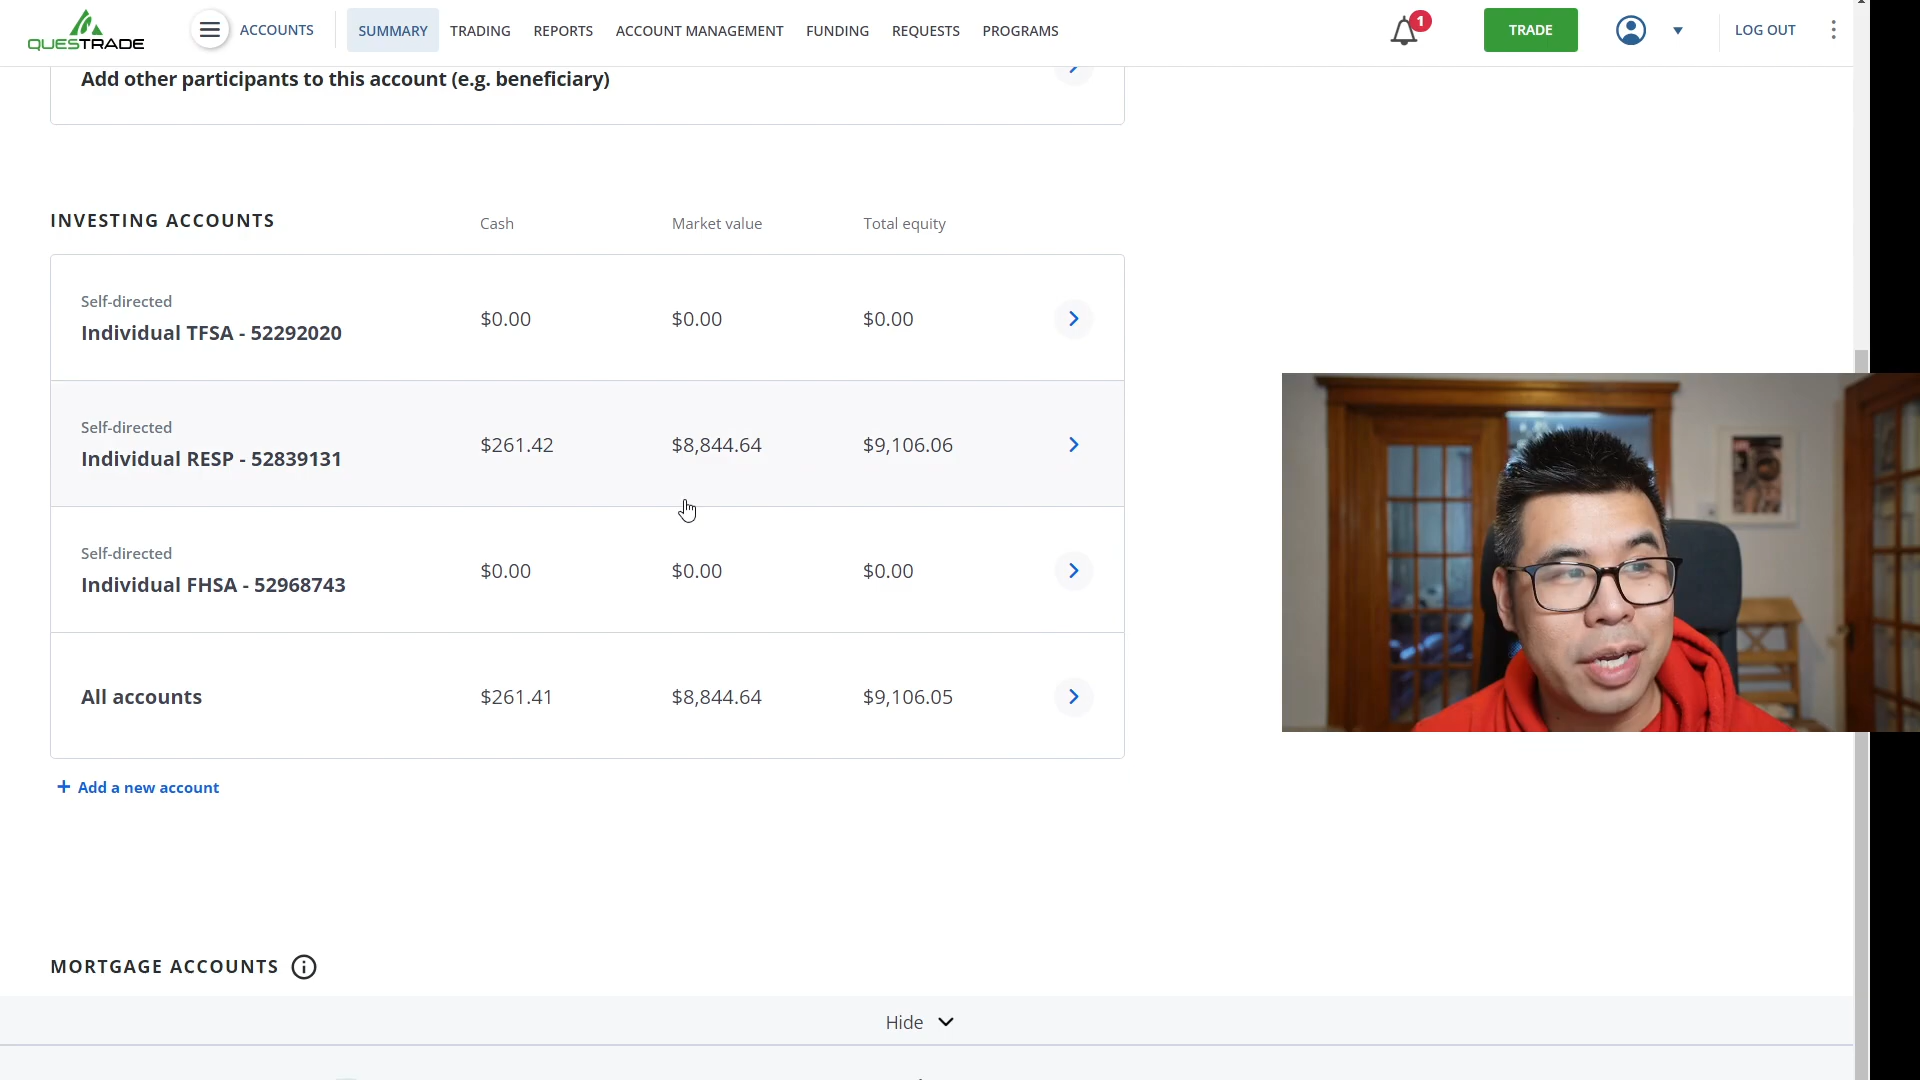 QUESTRADE
ACCOUNTS
SUMMARY
TRADING
REPORTS
ACCOUNT MANAGEMENT
FUNDING
REQUESTS
PROGRAMS
1
TRADE
LOG OUT
Add other participants to this account (e.g. beneficiary)
INVESTING ACCOUNTS Cash Market value Total equity
Self-directed
Individual TFSA - 52292020 $0.00 $0.00 $0.00
Self-directed
Individual RESP - 52839131 $261.42 $8,844.64 $9,106.06
Self-directed
Individual FHSA - 52968743 $0.00 $0.00 $0.00
All accounts $261.41 $8,844.64 $9,106.05
+ Add a new account
MORTGAGE ACCOUNTS
Hide